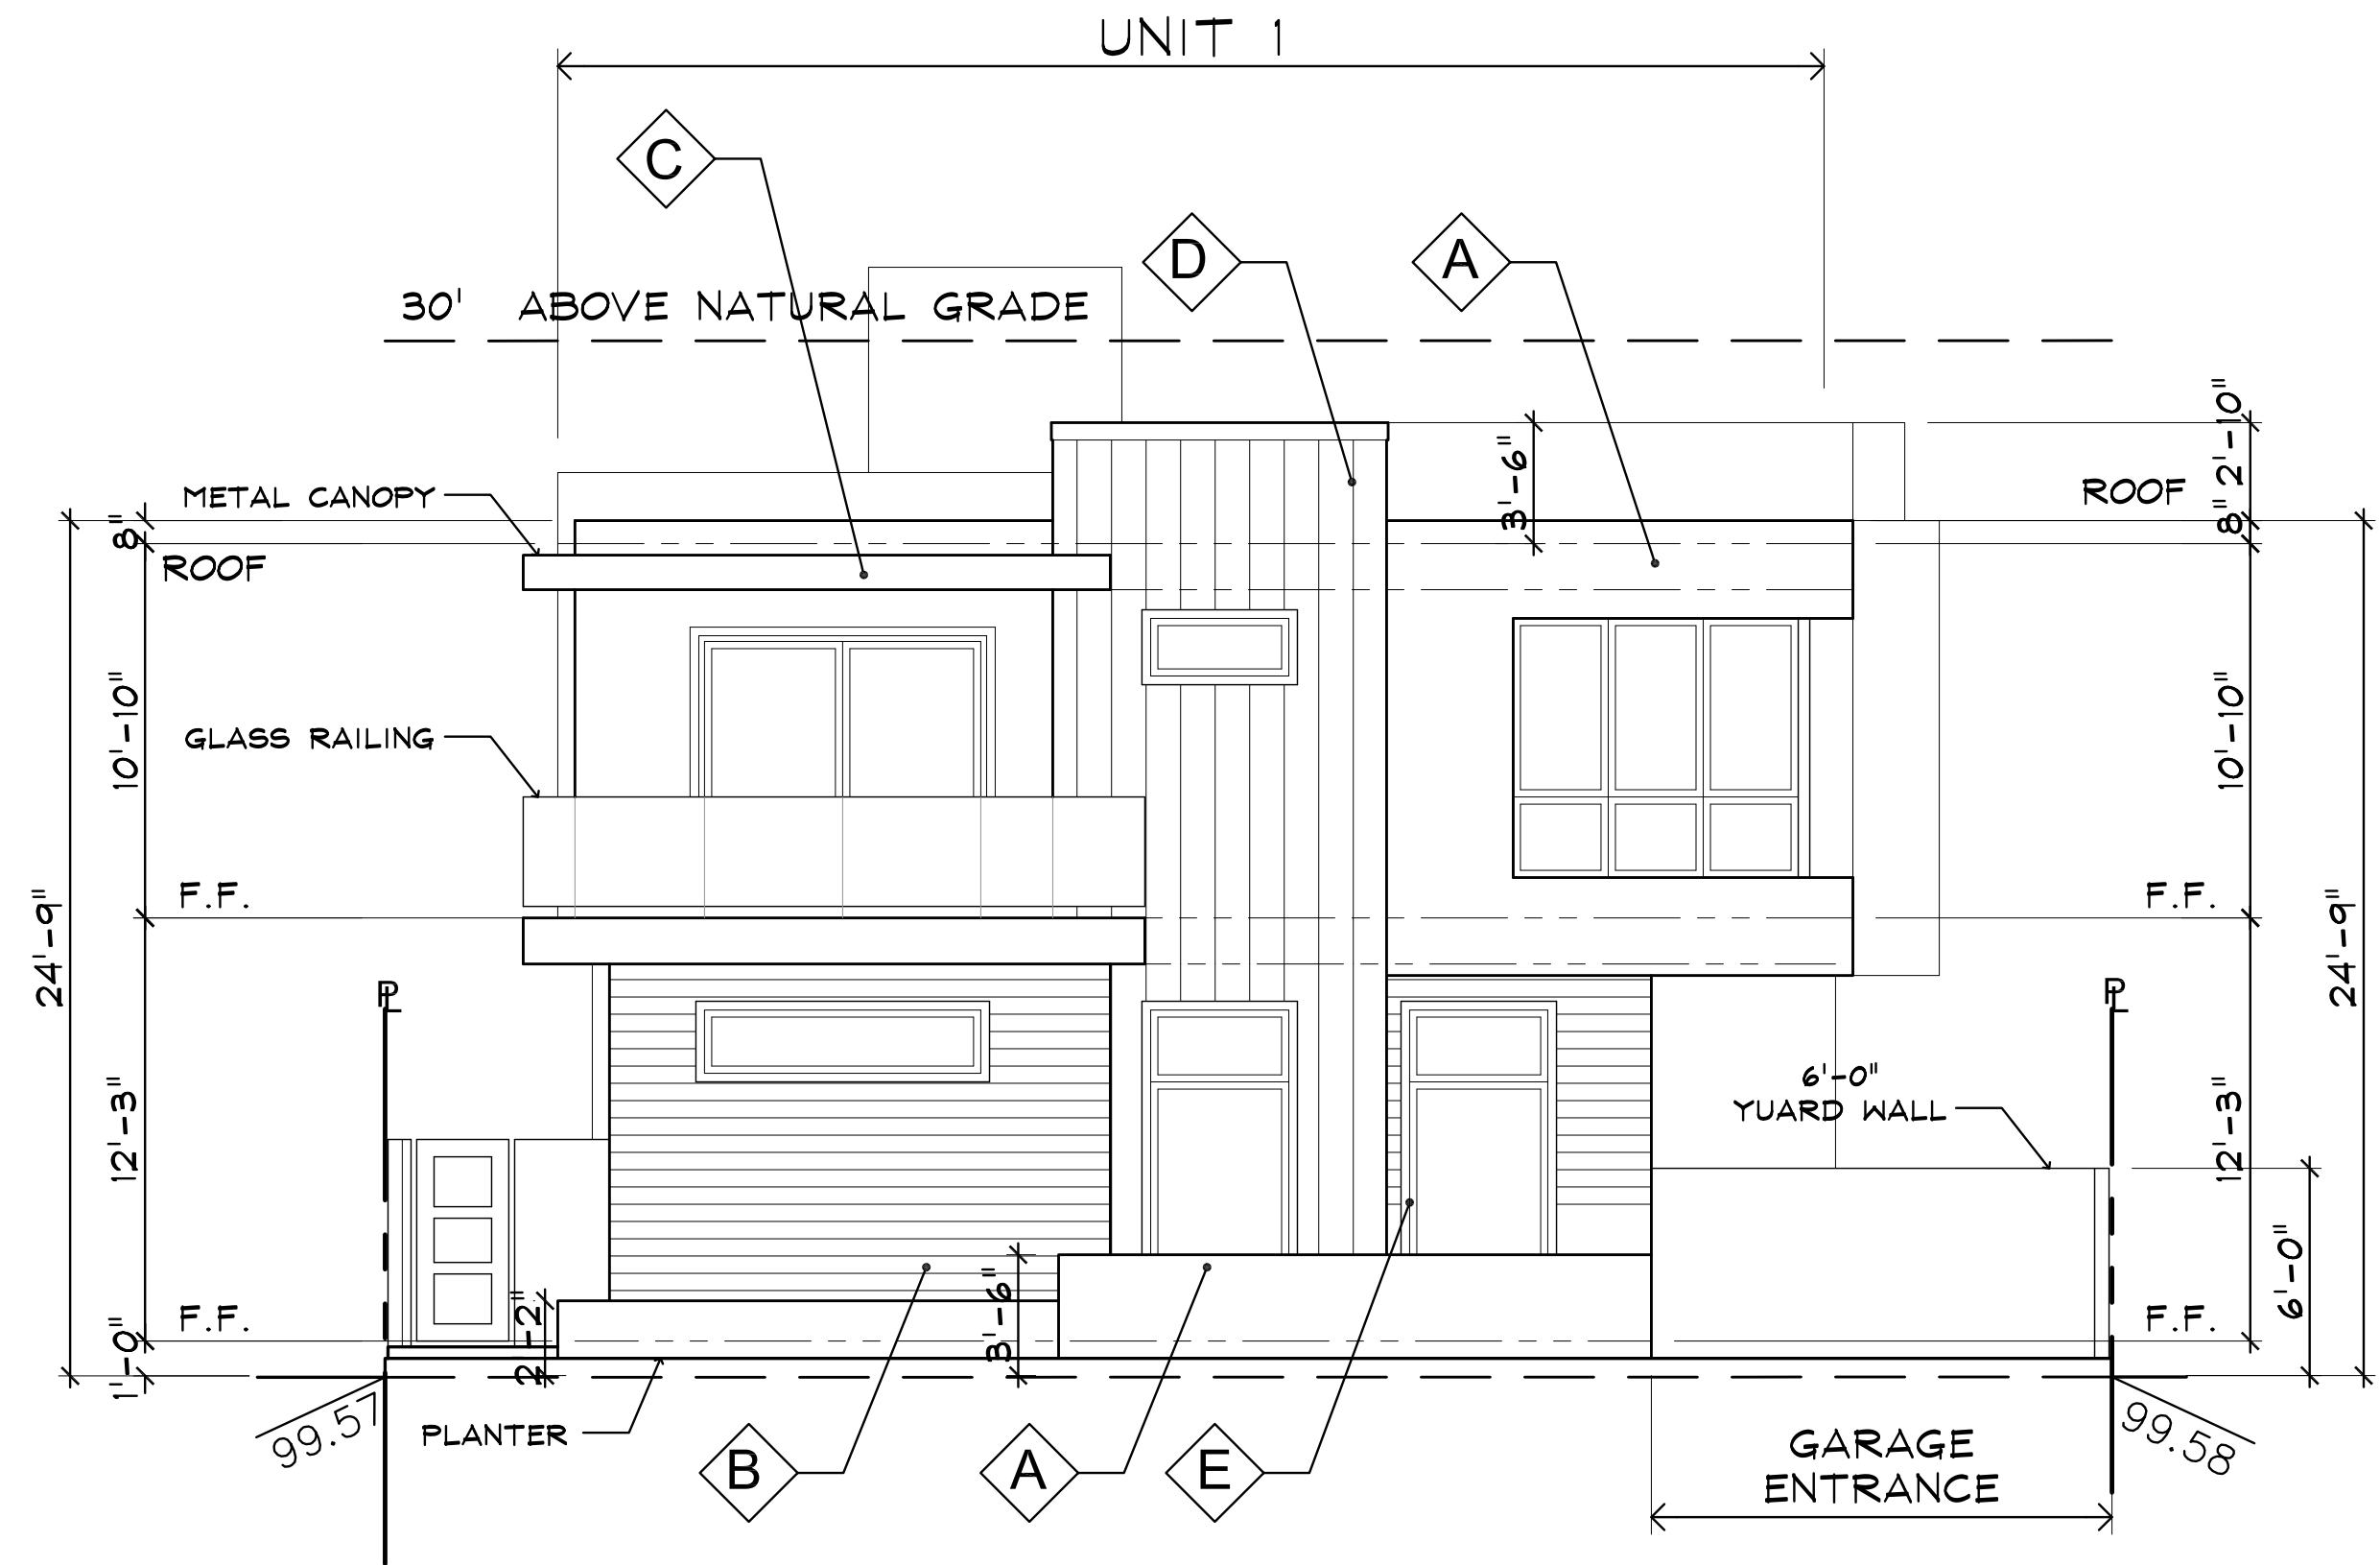 UNIT 1
C
D
A
30' ABOVE NATURAL GRADE
2'-10"
3'-6"
METAL CANOPY
ROOF
8"
8"
ROOF
10'-10"
10'-10"
GLASS RAILING
F.F.
F.F.
24'-9"
24'-9"
PL
PL
12'-3"
12'-3"
6'-0"
YUARD WALL
6'-0"
2'-2"
3'-6"
F.F.
F.F.
1'-0"
99.57
99.58
PLANTER
B
A
E
GARAGE
ENTRANCE